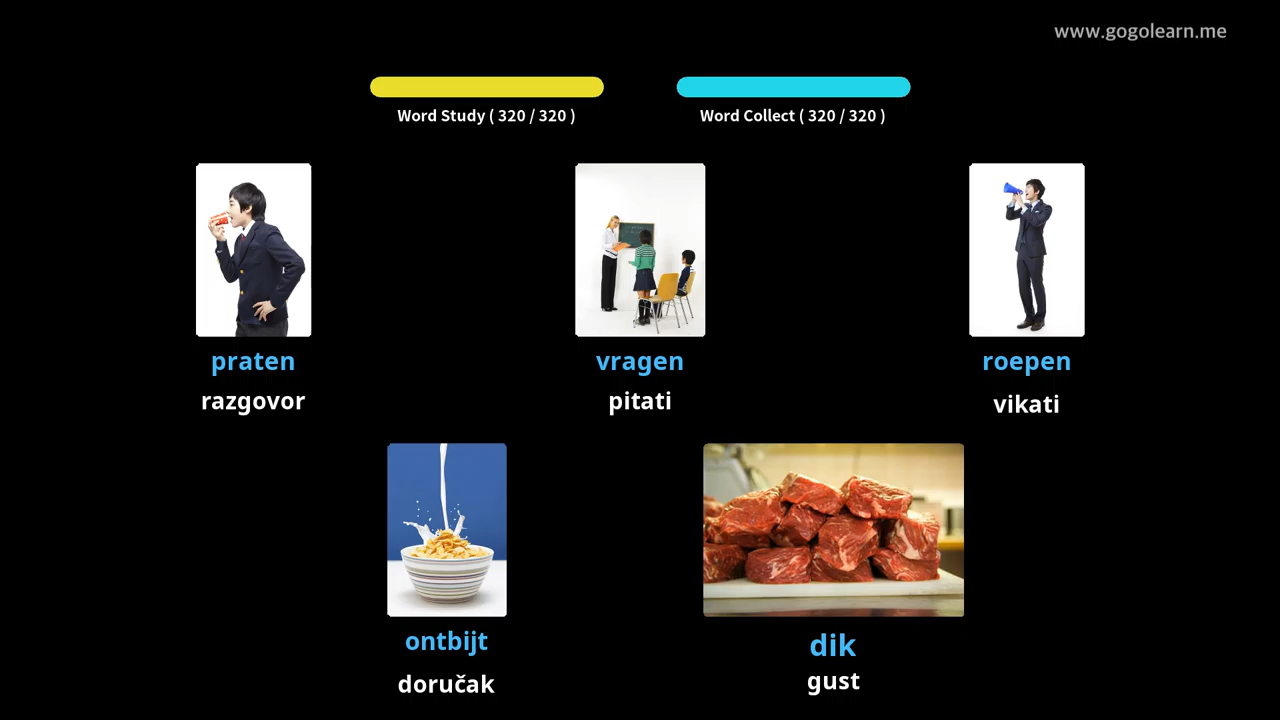 www.gogolearn.me
Word Study ( 320 / 320 )
Word Collect ( 320 / 320 )
praten
razgovor
vragen
pitati
roepen
vikati
ontbijt
doručak
dik
gust